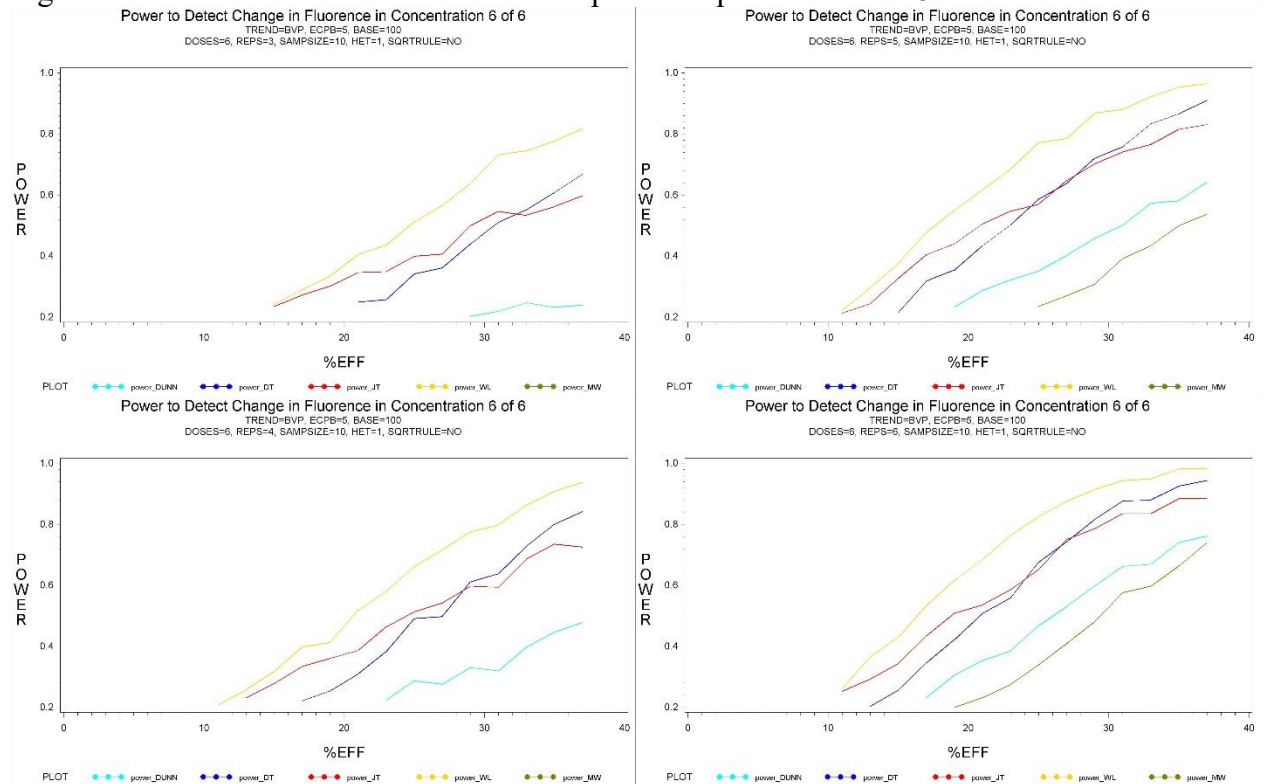 Power to Detect Change in Fluorence in Concentration 6 of 6
TREND=BVP, ECPB=5, BASE=100
DOSES=6, REPS=3, SAMPSIZE=10, HET=1, SQRTRULE=NO
1.0
0.8
0.6
0.4
0.2
POWER
0 10 20 30 40
%EFF
PLOT power_DUNN power_DT power_JT power_WL power_MW
Power to Detect Change in Fluorence in Concentration 6 of 6
TREND=BVP, ECPB=5, BASE=100
DOSES=6, REPS=5, SAMPSIZE=10, HET=1, SQRTRULE=NO
1.0
0.8
0.6
0.4
0.2
POWER
0 10 20 30 40
%EFF
PLOT power_DUNN power_DT power_JT power_WL power_MW
Power to Detect Change in Fluorence in Concentration 6 of 6
TREND=BVP, ECPB=5, BASE=100
DOSES=6, REPS=4, SAMPSIZE=10, HET=1, SQRTRULE=NO
1.0
0.8
0.6
0.4
0.2
POWER
0 10 20 30 40
%EFF
PLOT power_DUNN power_DT power_JT power_WL power_MW
Power to Detect Change in Fluorence in Concentration 6 of 6
TREND=BVP, ECPB=5, BASE=100
DOSES=6, REPS=6, SAMPSIZE=10, HET=1, SQRTRULE=NO
1.0
0.8
0.6
0.4
0.2
POWER
0 10 20 30 40
%EFF
PLOT power_DUNN power_DT power_JT power_WL power_MW